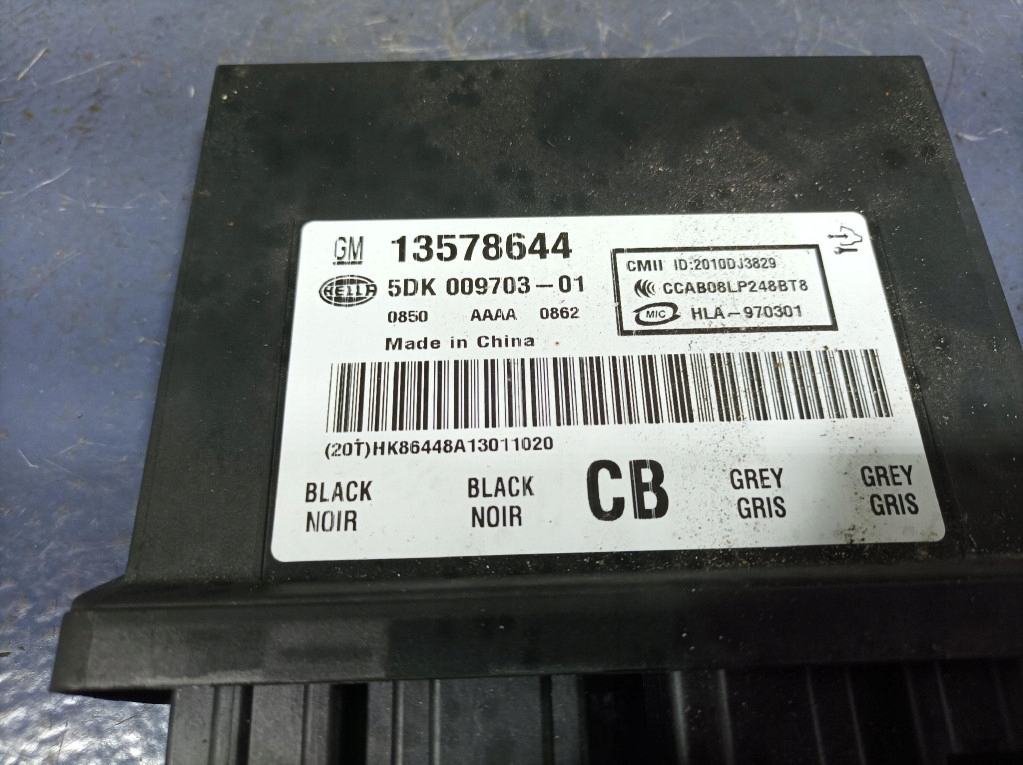 GM 13578644
HELLA 5DK 009703-01
0850 AAAA 0862
Made in China
CMII ID:2010DJ3829
CCAB08LP248BT8
MIC HLA-970301
(20T)HK86448A13011020
BLACK BLACK CB GREY GREY
NOIR NOIR GRIS GRIS